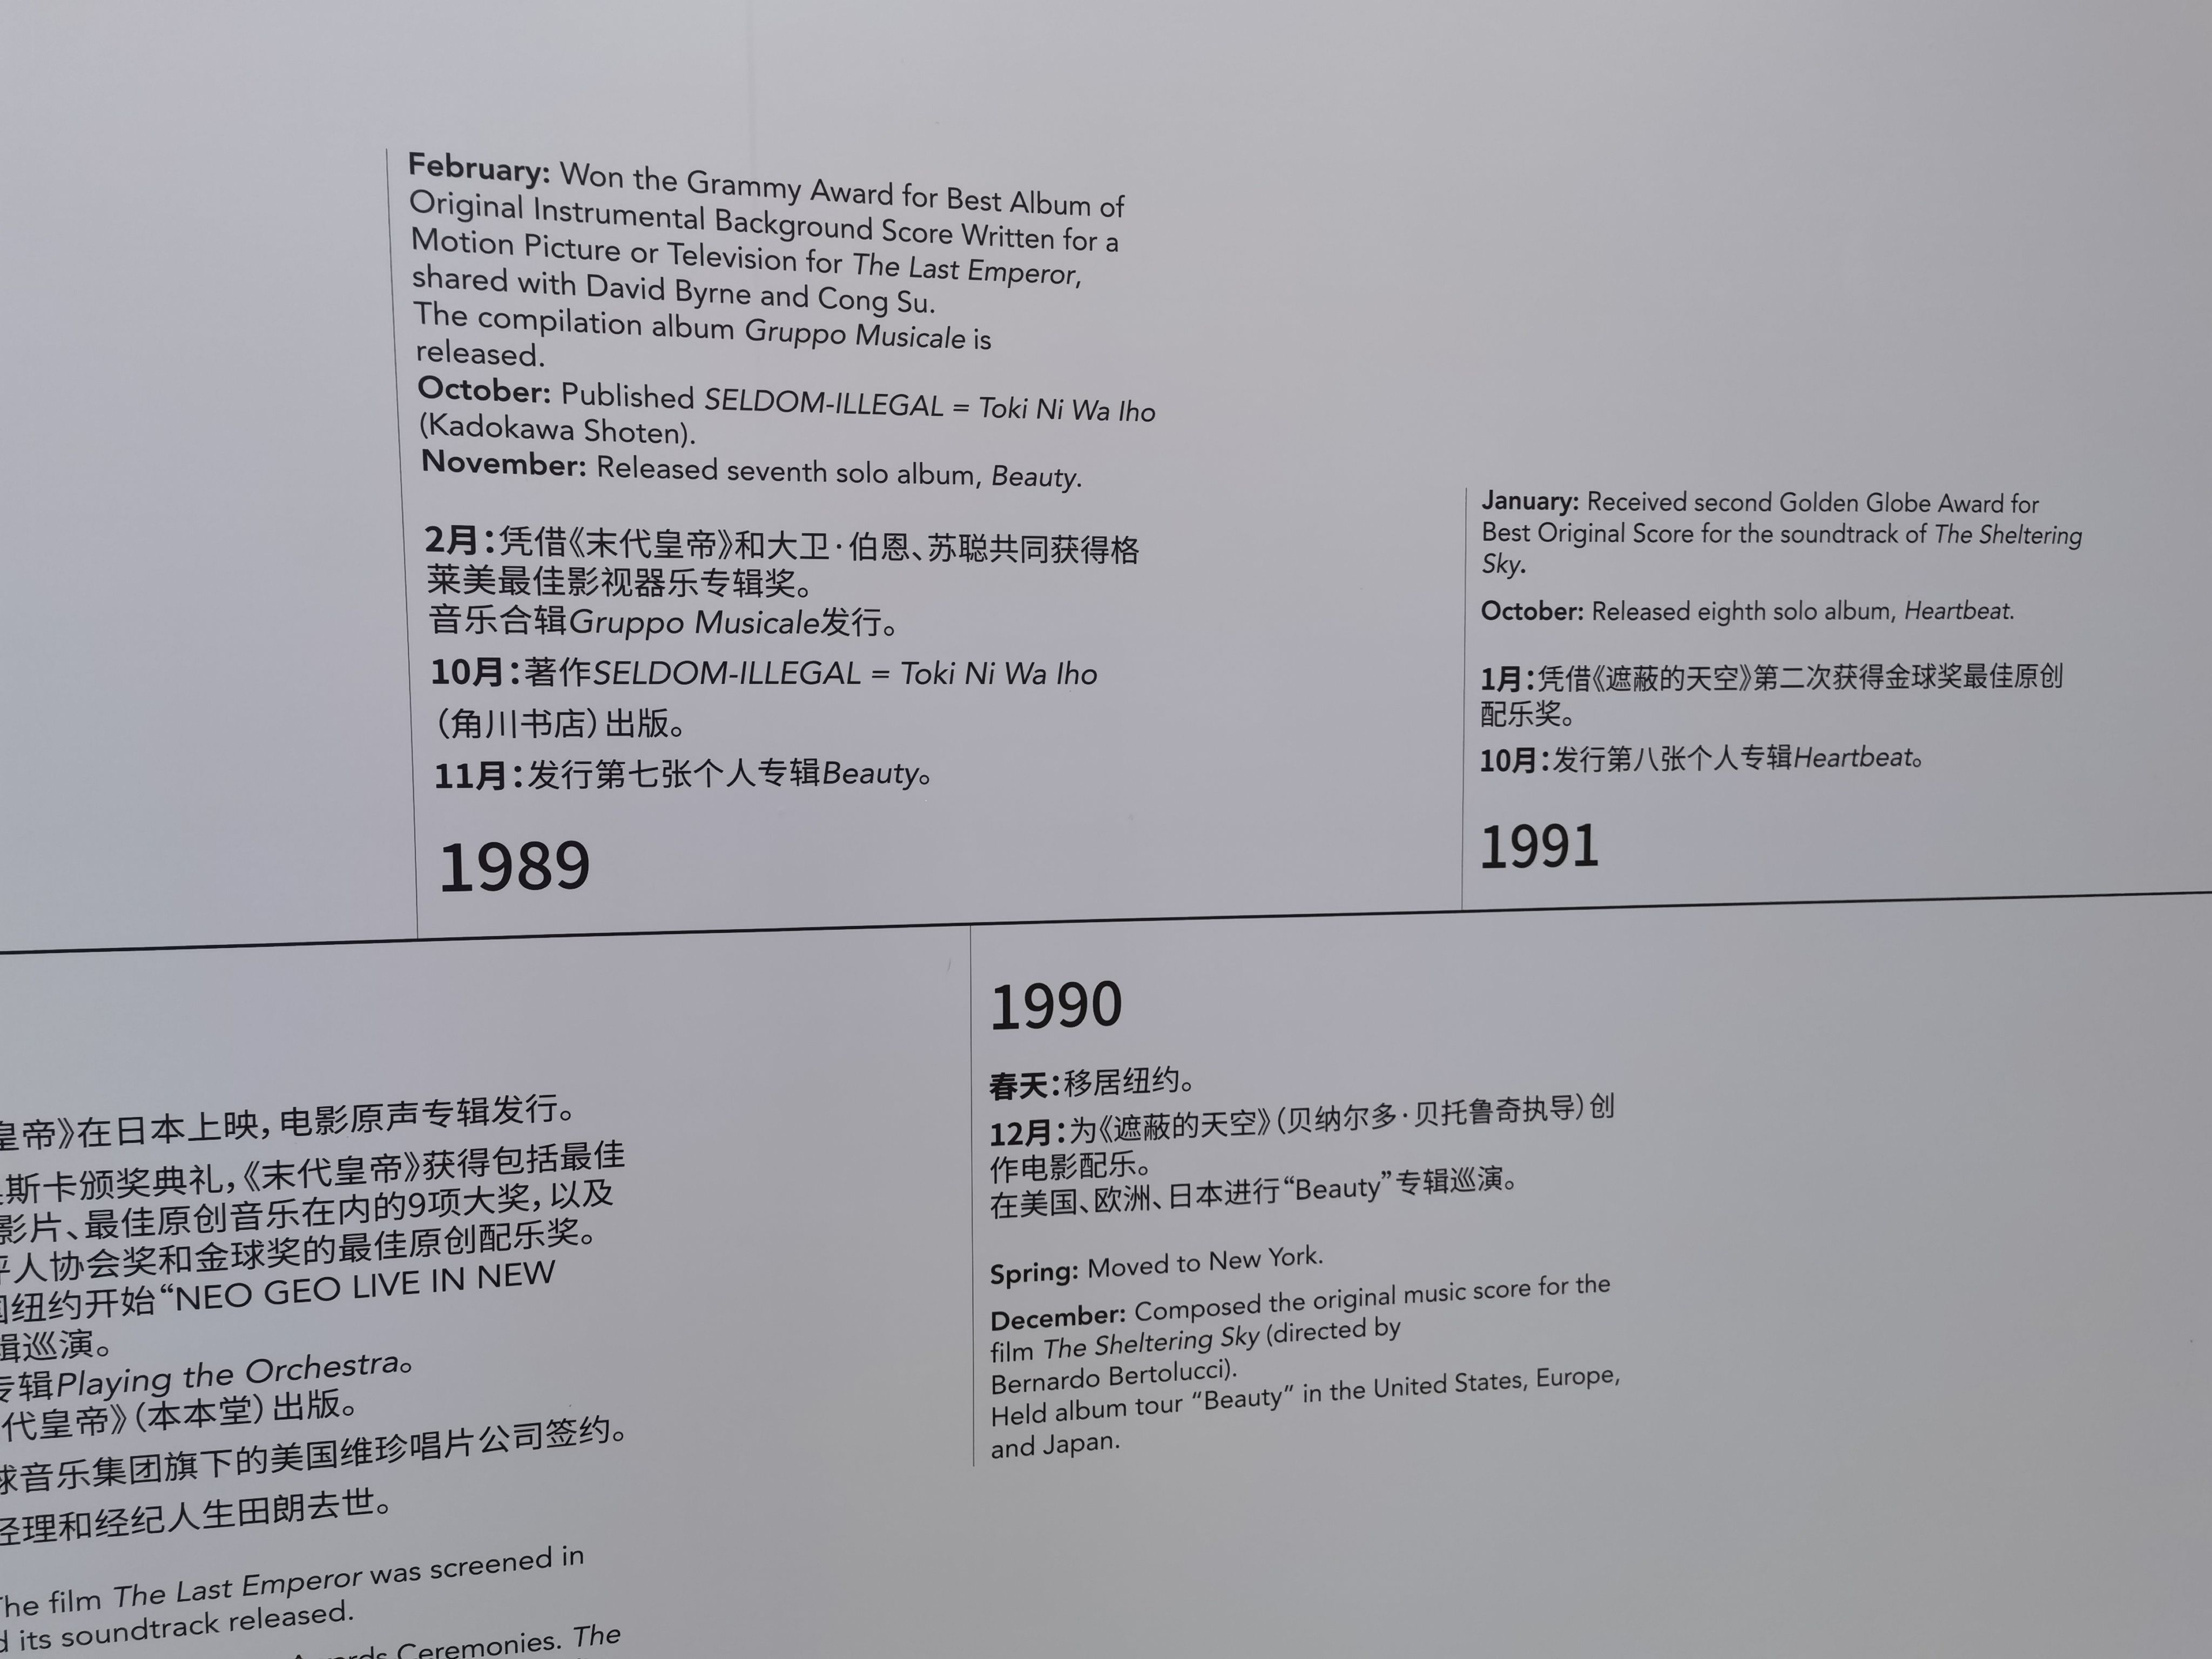 February: Won the Grammy Award for Best Album of
Original Instrumental Background Score Written for a
Motion Picture or Television for The Last Emperor,
shared with David Byrne and Cong Su.
The compilation album Gruppo Musicale is
released.
October: Published SELDOM-ILLEGAL = Toki Ni Wa Iho
(Kadokawa Shoten).
November: Released seventh solo album, Beauty.
2月：凭借《末代皇帝》和大卫·伯恩、苏聪共同获得格
莱美最佳影视器乐专辑奖。
音乐合辑Gruppo Musicale发行。
10月：著作SELDOM-ILLEGAL = Toki Ni Wa Iho
（角川书店）出版。
11月：发行第七张个人专辑Beauty。
1989
January: Received second Golden Globe Award for
Best Original Score for the soundtrack of The Sheltering
Sky.
October: Released eighth solo album, Heartbeat.
1月：凭借《遮蔽的天空》第二次获得金球奖最佳原创
配乐奖。
10月：发行第八张个人专辑Heartbeat。
1991
皇帝》在日本上映，电影原声专辑发行。
斯卡颁奖典礼，《末代皇帝》获得包括最佳
影片、最佳原创音乐在内的9项大奖，以及
人协会奖和金球奖的最佳原创配乐奖。
纽约开始“NEO GEO LIVE IN NEW
辑巡演。
专辑Playing the Orchestra。
代皇帝》（本本堂）出版。
球音乐集团旗下的美国维珍唱片公司签约。
经理和经纪人生田朗去世。
The film The Last Emperor was screened in
its soundtrack released.
Awards Ceremonies. The
1990
春天：移居纽约。
12月：为《遮蔽的天空》（贝纳尔多·贝托鲁奇执导）创
作电影配乐。
在美国、欧洲、日本进行“Beauty”专辑巡演。
Spring: Moved to New York.
December: Composed the original music score for the
film The Sheltering Sky (directed by
Bernardo Bertolucci).
Held album tour “Beauty” in the United States, Europe,
and Japan.